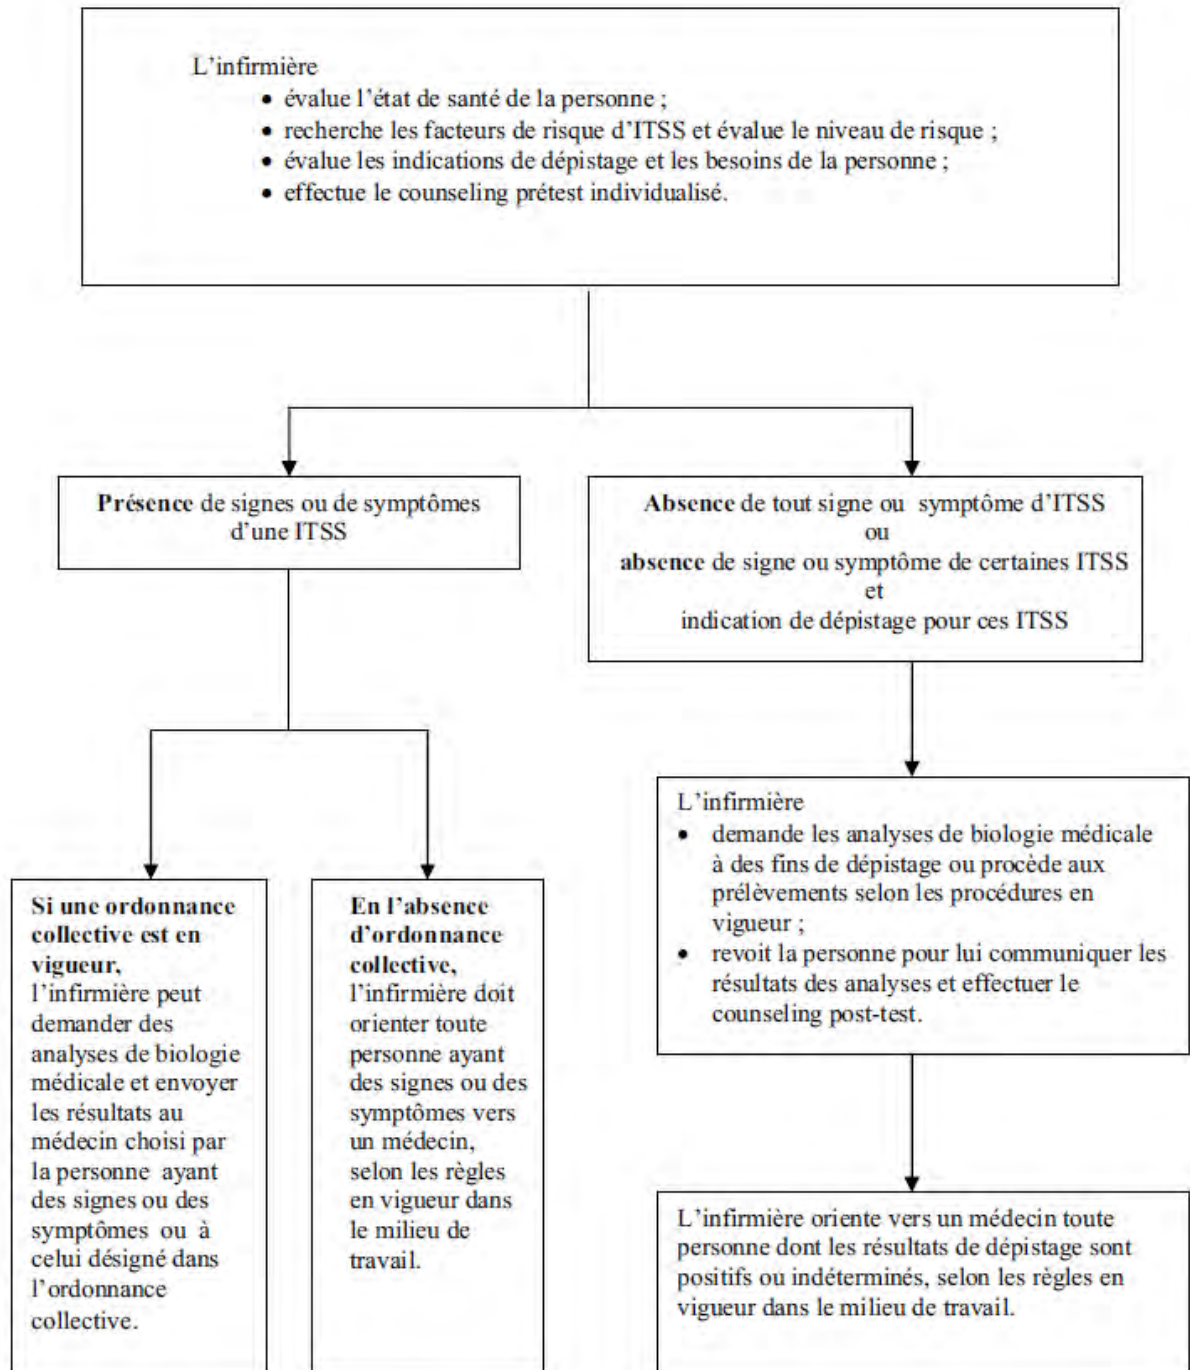 L'infirmière
• évalue l'état de santé de la personne ;
• recherche les facteurs de risque d'ITSS et évalue le niveau de risque ;
• évalue les indications de dépistage et les besoins de la personne ;
• effectue le counseling prétest individualisé.
Présence de signes ou de symptômes
d'une ITSS
Absence de tout signe ou symptôme d'ITSS
ou
absence de signe ou symptôme de certaines ITSS
et
indication de dépistage pour ces ITSS
Si une ordonnance
collective est en
vigueur,
l'infirmière peut
demander des
analyses de biologie
médicale et envoyer
les résultats au
médecin choisi par
la personne ayant
des signes ou des
symptômes ou à
celui désigné dans
l'ordonnance
collective.
En l'absence
d'ordonnance
collective,
l'infirmière doit
orienter toute
personne ayant
des signes ou des
symptômes vers
un médecin,
selon les règles
en vigueur dans
le milieu de
travail.
L'infirmière
• demande les analyses de biologie médicale
à des fins de dépistage ou procède aux
prélèvements selon les procédures en
vigueur ;
• revoit la personne pour lui communiquer les
résultats des analyses et effectuer le
counseling post-test.
L'infirmière oriente vers un médecin toute
personne dont les résultats de dépistage sont
positifs ou indéterminés, selon les règles en
vigueur dans le milieu de travail.